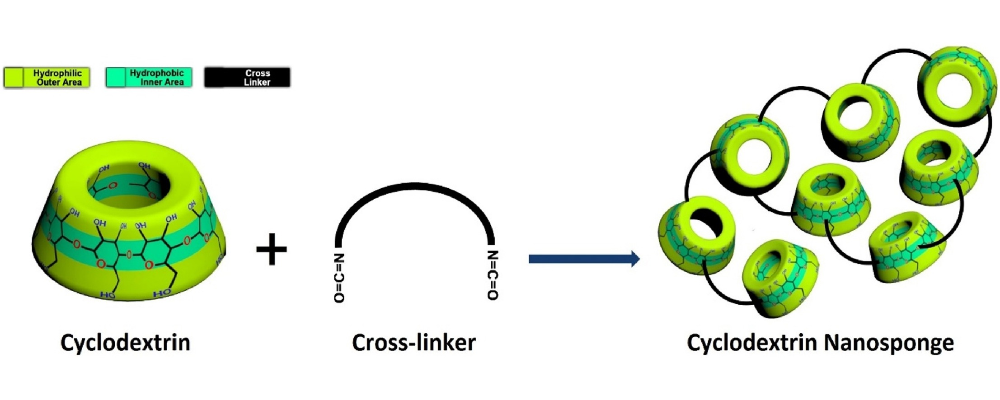 Hydrophilic
Outer Area
Hydrophobic
Inner Area
Cross
Linker
OH
OH
O
O
OH
OH
OH
OH
OH
OH
O
O
O
O
O
O
HO
HO
HO
O=C=N
N=C=O
+
Cyclodextrin
Cross-linker
Cyclodextrin Nanosponge